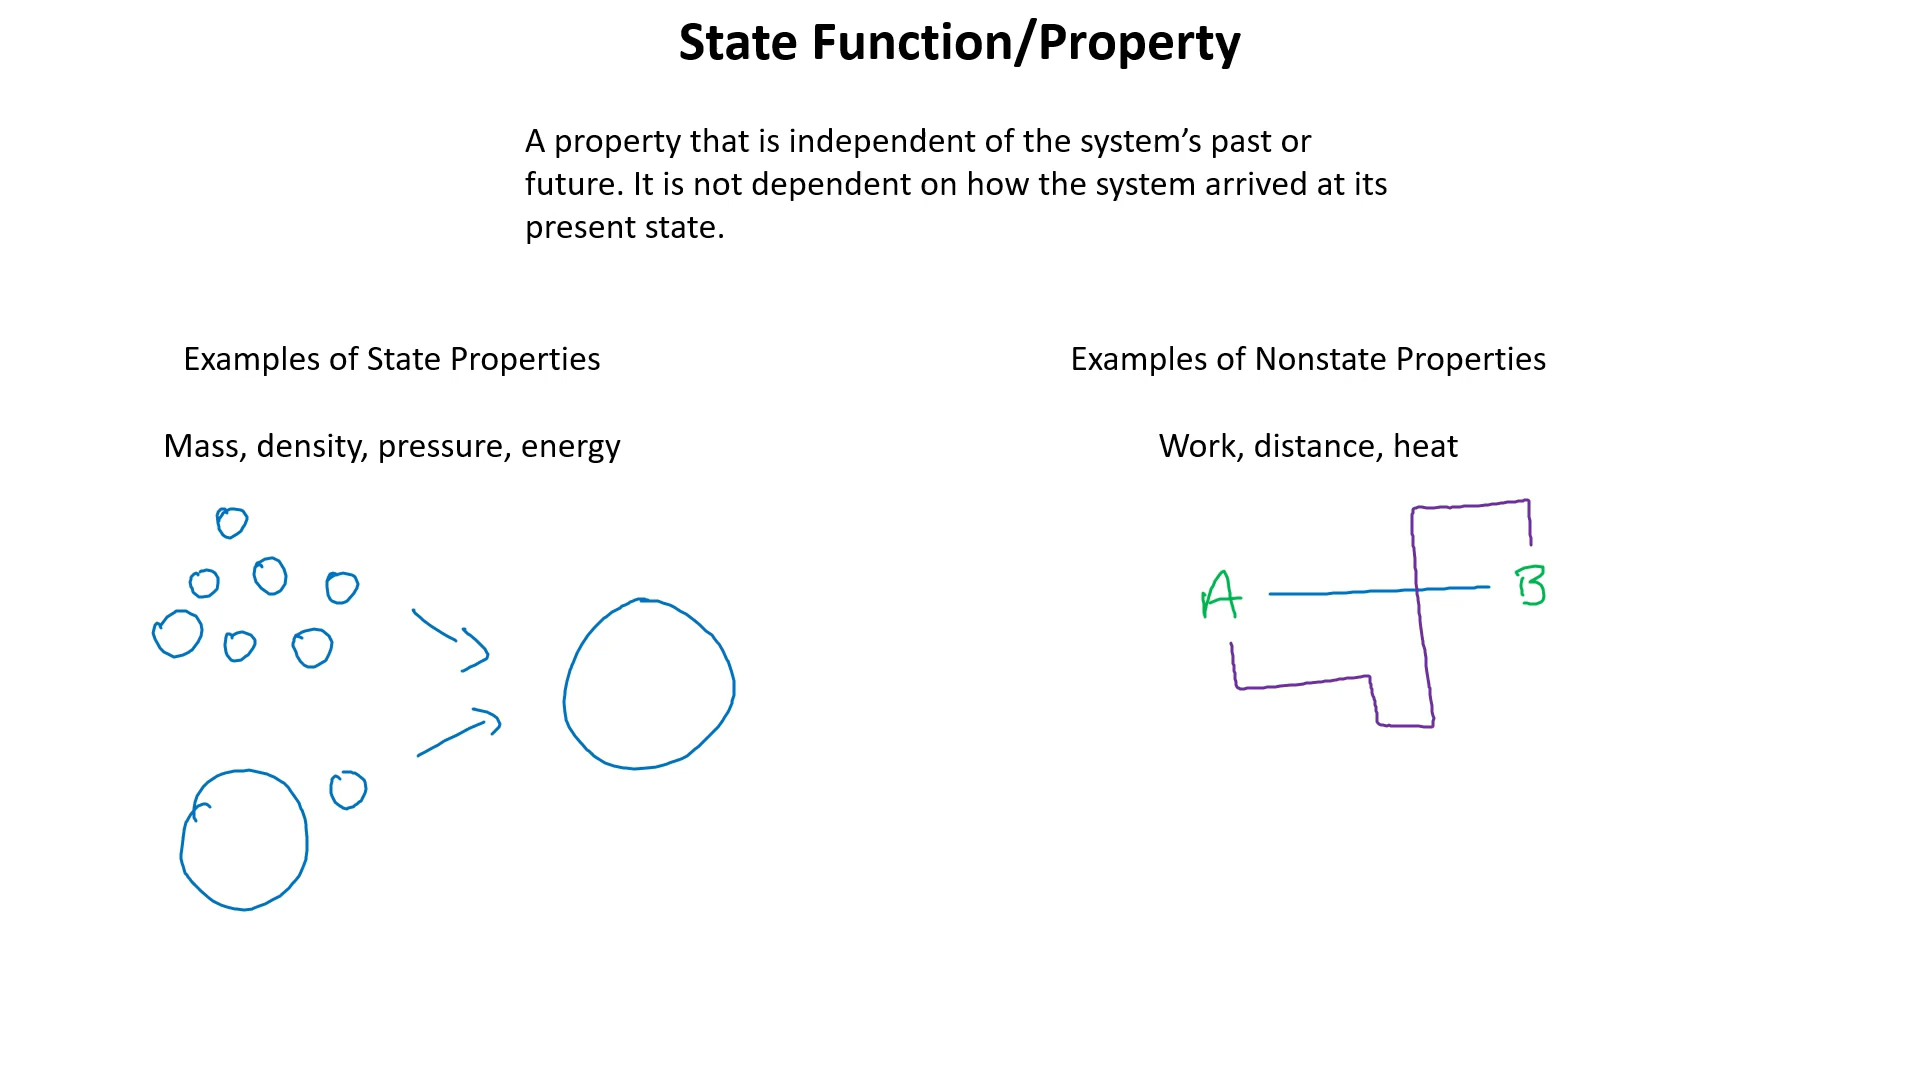 State Function/Property
A property that is independent of the system’s past or
future. It is not dependent on how the system arrived at its
present state.
Examples of State Properties
Mass, density, pressure, energy
Examples of Nonstate Properties
Work, distance, heat
A
B